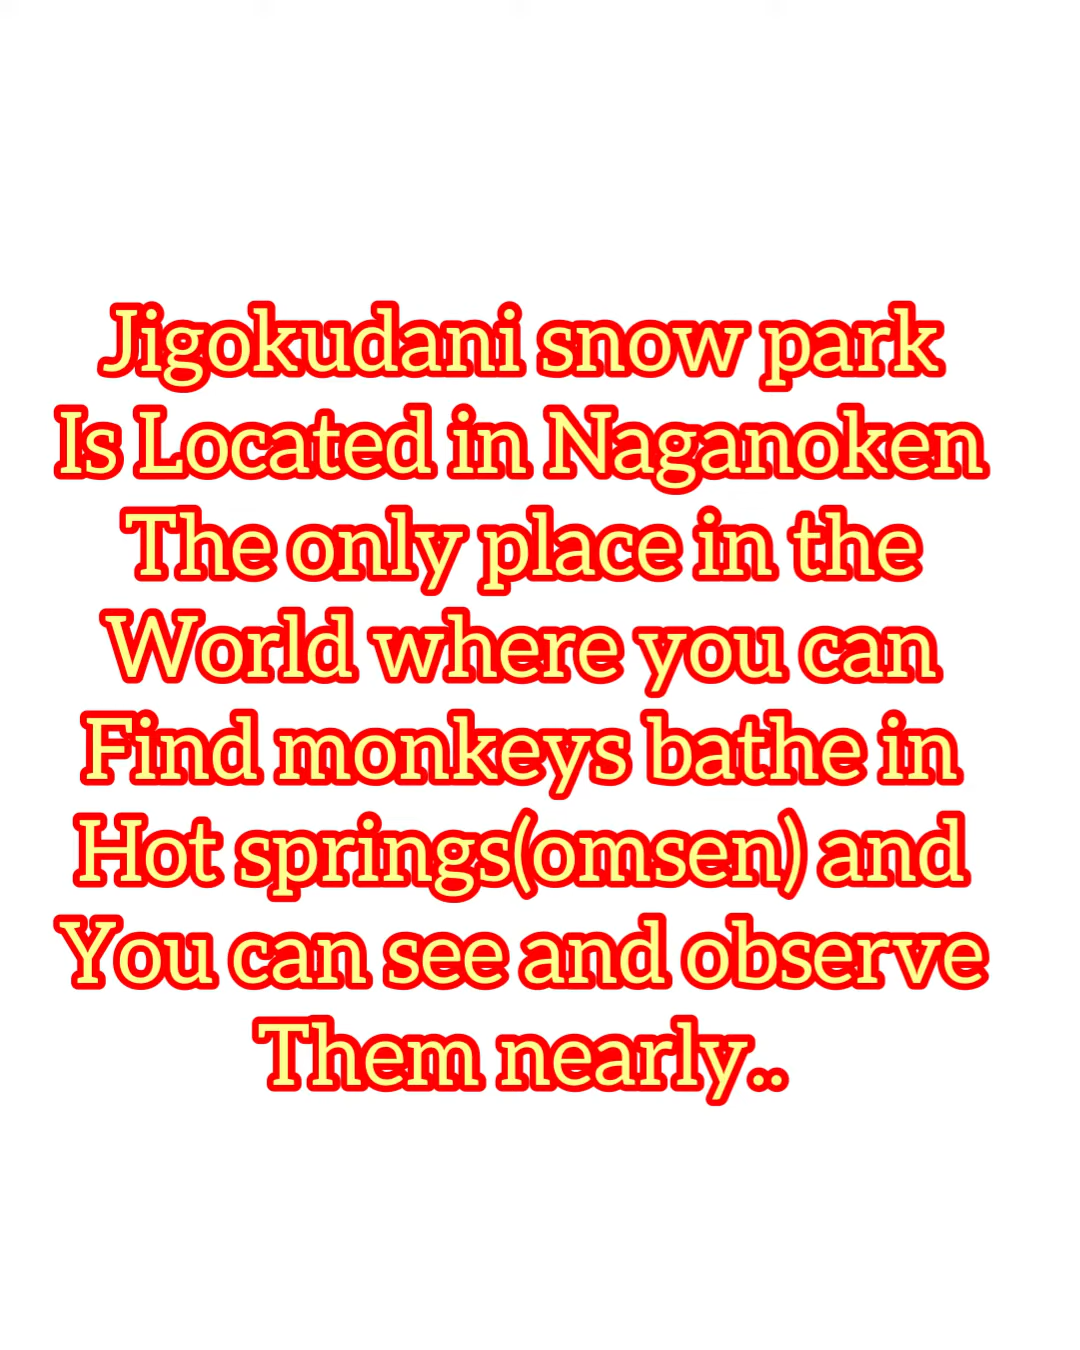 Jigokudani snow park
Is Located in Naganoken
The only place in the
World where you can
Find monkeys bathe in
Hot springs(omsen) and
You can see and observe
Them nearly..